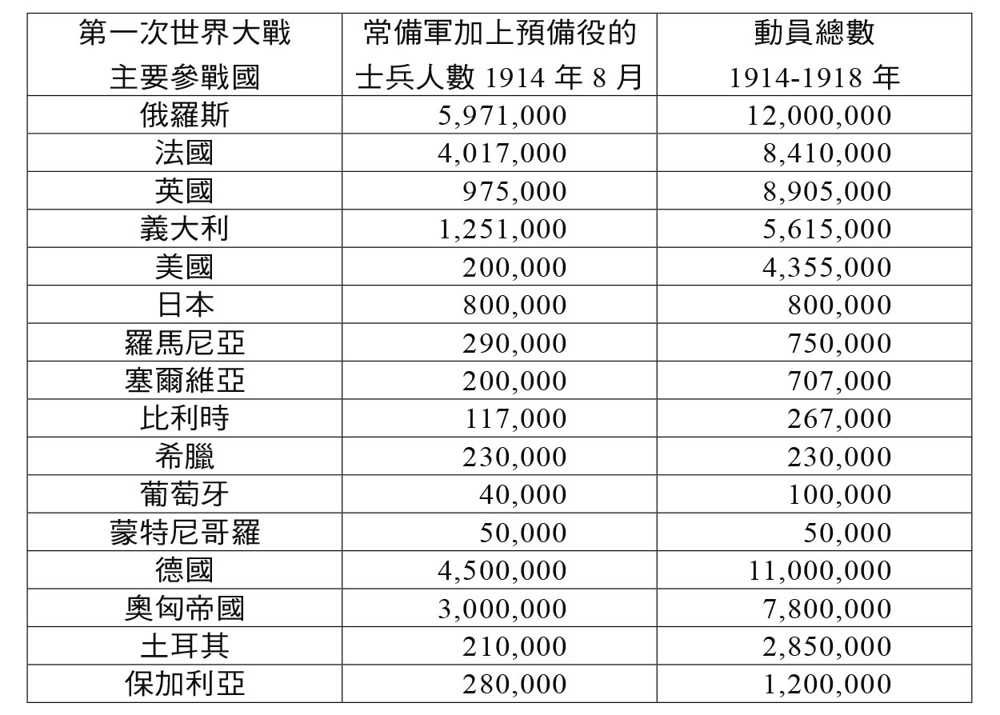 第一次世界大戰 常備軍加上預備役的 動員總數
主要參戰國 士兵人數 1914 年 8 月 1914-1918 年
俄羅斯 5,971,000 12,000,000
法國 4,017,000 8,410,000
英國 975,000 8,905,000
義大利 1,251,000 5,615,000
美國 200,000 4,355,000
日本 800,000 800,000
羅馬尼亞 290,000 750,000
塞爾維亞 200,000 707,000
比利時 117,000 267,000
希臘 230,000 230,000
葡萄牙 40,000 100,000
蒙特尼哥羅 50,000 50,000
德國 4,500,000 11,000,000
奧匈帝國 3,000,000 7,800,000
土耳其 210,000 2,850,000
保加利亞 280,000 1,200,000